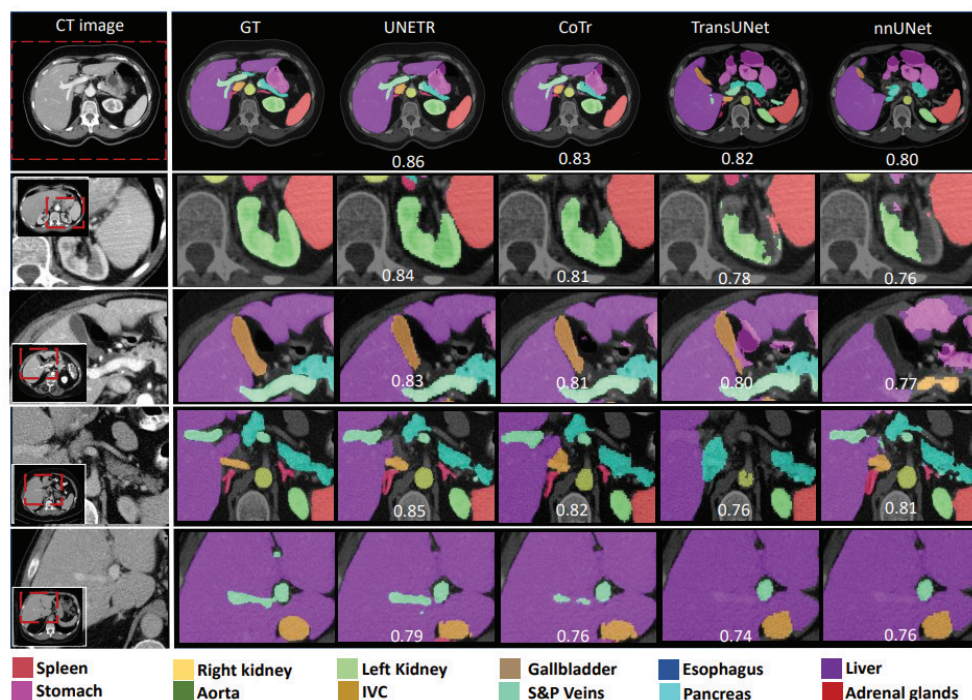 CT image GT UNETR CoTr TransUNet nnUNet
0.86 0.83 0.82 0.80
0.84 0.81 0.78 0.76
0.83 0.81 0.80 0.77
0.85 0.82 0.76 0.81
0.79 0.76 0.74 0.76
Spleen Right kidney Left Kidney Gallbladder Esophagus Liver
Stomach Aorta IVC S&P Veins Pancreas Adrenal glands